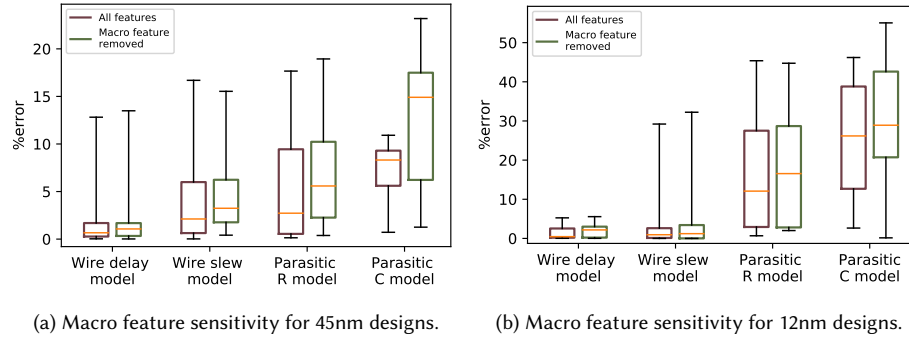 All features
Macro feature
removed
%error
20
15
10
5
0
Wire delay
model
Wire slew
model
Parasitic
R model
Parasitic
C model
(a) Macro feature sensitivity for 45nm designs.
All features
Macro feature
removed
%error
50
40
30
20
10
0
Wire delay
model
Wire slew
model
Parasitic
R model
Parasitic
C model
(b) Macro feature sensitivity for 12nm designs.